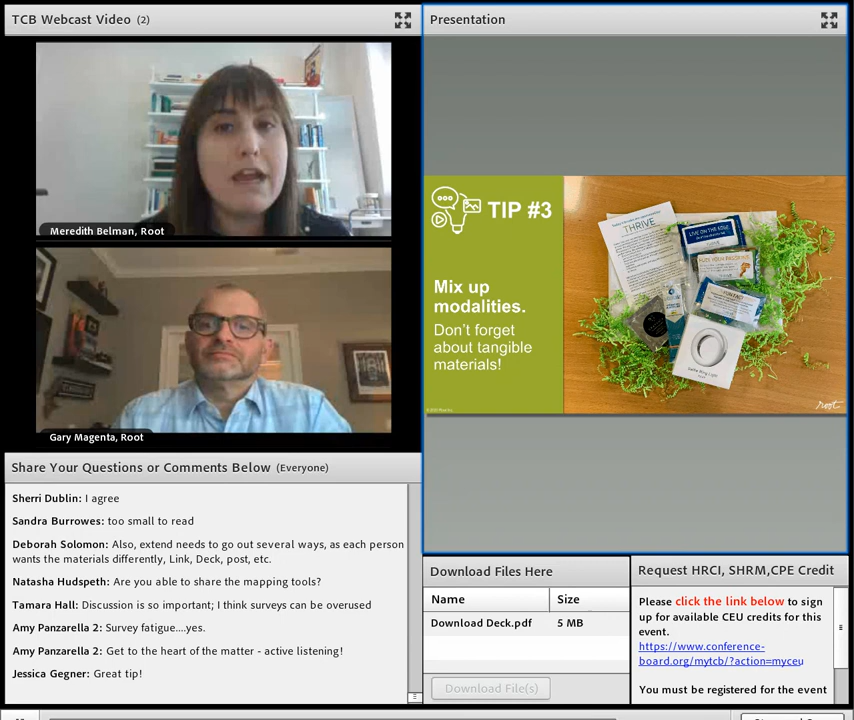 TCB Webcast Video (2)
Meredith Belman, Root
Gary Magenta, Root
Share Your Questions or Comments Below (Everyone)
Sherri Dublin: I agree
Sandra Burrowes: too small to read
Deborah Solomon: Also, extend needs to go out several ways, as each person
wants the materials differently, Link, Deck, post, etc.
Natasha Hudspeth: Are you able to share the mapping tools?
Tamara Hall: Discussion is so important; I think surveys can be overused
Amy Panzarella 2: Survey fatigue....yes.
Amy Panzarella 2: Get to the heart of the matter - active listening!
Jessica Gegner: Great tip!
Presentation
TIP #3
Mix up
modalities.
Don’t forget
about tangible
materials!
THRIVE
root
Download Files Here
Name Size
Download Deck.pdf 5 MB
Download File(s)
Request HRCI, SHRM,CPE Credit
Please click the link below to sign
up for available CEU credits for this
event.
https://www.conference-
board.org/mytcb/?action=myceu
You must be registered for the event